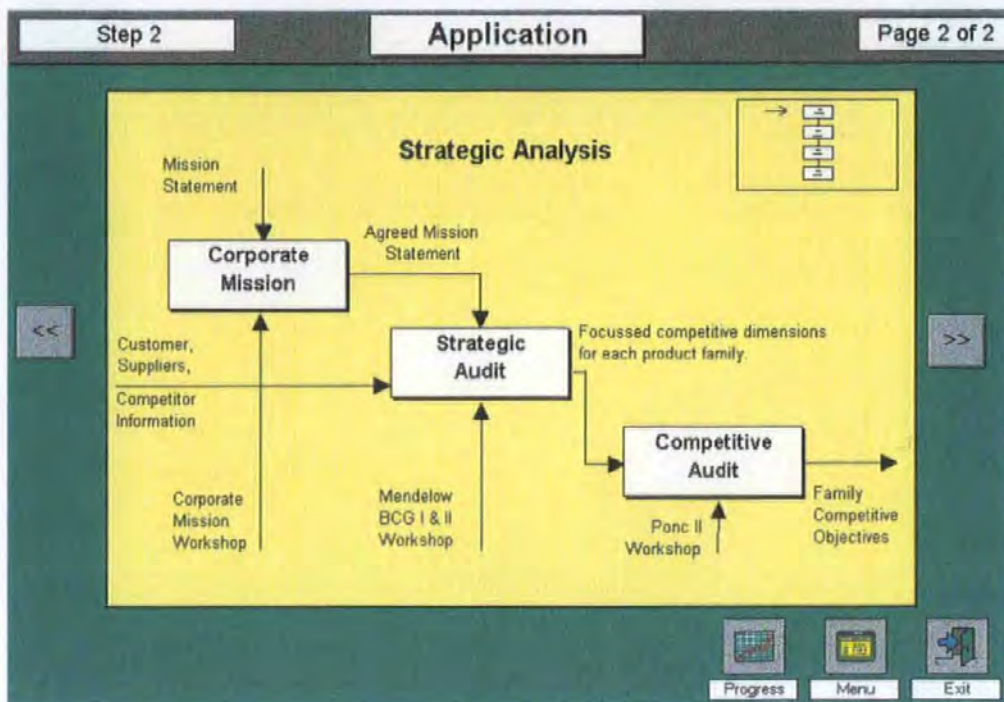 Step 2
Application
Page 2 of 2
Strategic Analysis
Mission
Statement
Agreed Mission
Statement
Corporate
Mission
<<
>>
Customer,
Suppliers,
Competitor
Information
Strategic
Audit
Focussed competitive dimensions
for each product family.
Competitive
Audit
Corporate
Mission
Workshop
Mendelow
BCG I & II
Workshop
Ponc II
Workshop
Family
Competitive
Objectives
Progress
Menu
Exit